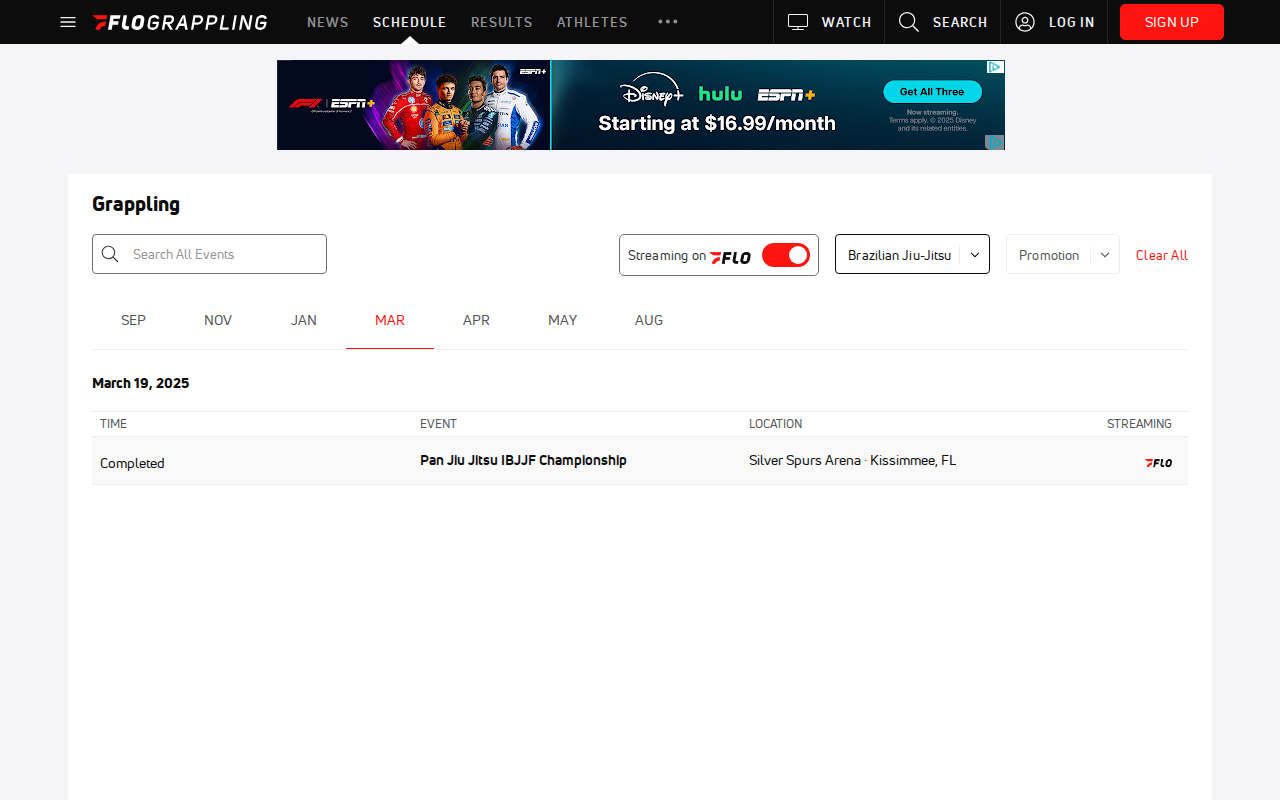 FLOGRAPPLING NEWS SCHEDULE RESULTS ATHLETES WATCH SEARCH LOG IN SIGN UP
F1 ESPN+
ESPN+
Disney+ hulu ESPN+
Starting at $16.99/month
Get All Three
Now streaming.
Terms apply. © 2025 Disney
and its related entities.
Grappling
Search All Events
Streaming on FLO
Brazilian Jiu-Jitsu
Promotion
Clear All
SEP NOV JAN MAR APR MAY AUG
March 19, 2025
TIME EVENT LOCATION STREAMING
Completed Pan Jiu Jitsu IBJJF Championship Silver Spurs Arena · Kissimmee, FL FLO